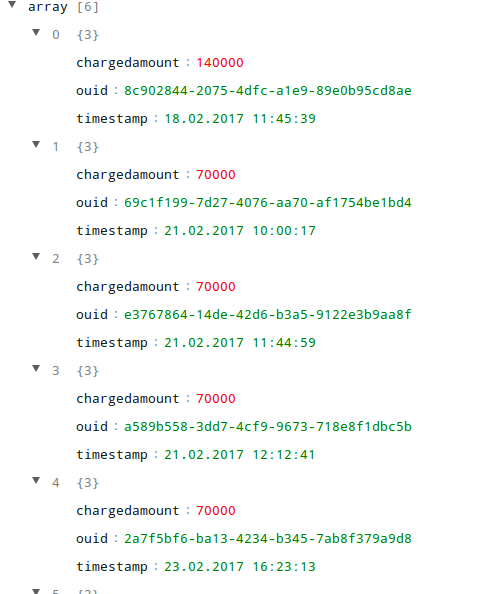 array [6]
0 {3}
chargedamount : 140000
ouid : 8c902844-2075-4dfc-a1e9-89e0b95cd8ae
timestamp : 18.02.2017 11:45:39
1 {3}
chargedamount : 70000
ouid : 69c1f199-7d27-4076-aa70-af1754be1bd4
timestamp : 21.02.2017 10:00:17
2 {3}
chargedamount : 70000
ouid : e3767864-14de-42d6-b3a5-9122e3b9aa8f
timestamp : 21.02.2017 11:44:59
3 {3}
chargedamount : 70000
ouid : a589b558-3dd7-4cf9-9673-718e8f1dbc5b
timestamp : 21.02.2017 12:12:41
4 {3}
chargedamount : 70000
ouid : 2a7f5bf6-ba13-4234-b345-7ab8f379a9d8
timestamp : 23.02.2017 16:23:13